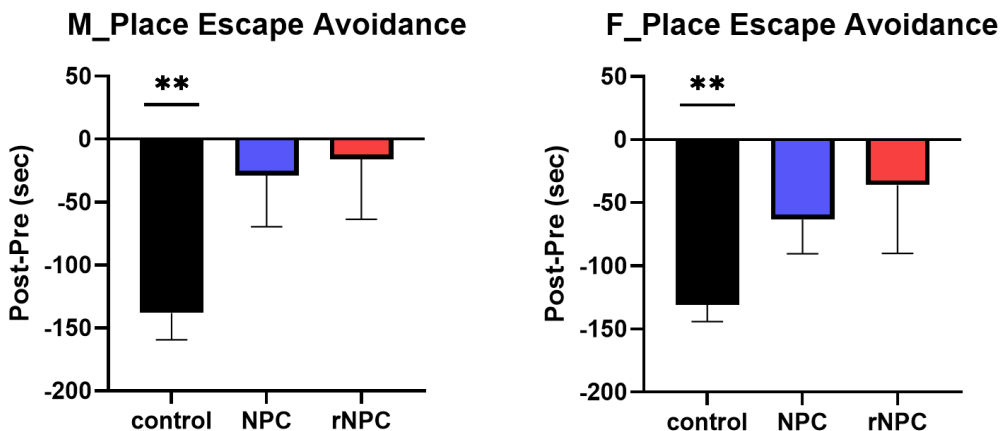 M_Place Escape Avoidance
50
**
0
-50
-100
-150
-200
Post-Pre (sec)
control NPC rNPC
F_Place Escape Avoidance
50
**
0
-50
-100
-150
-200
Post-Pre (sec)
control NPC rNPC